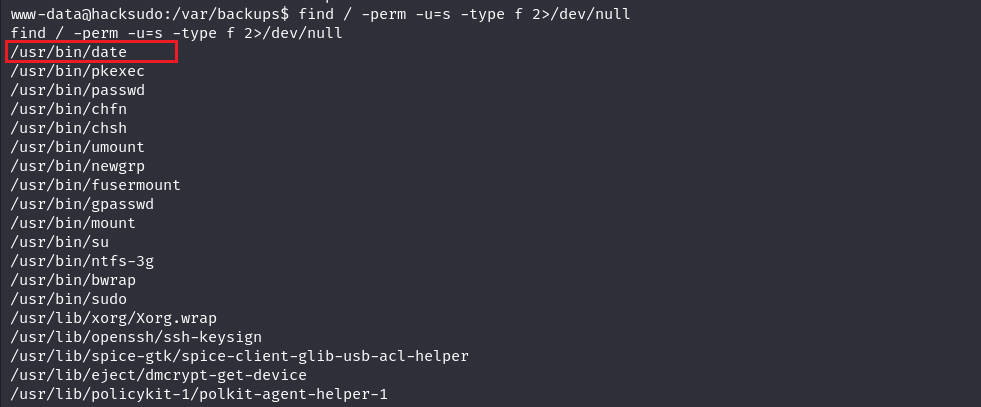 www-data@hacksudo:/var/backups$ find / -perm -u=s -type f 2>/dev/null
find / -perm -u=s -type f 2>/dev/null
/usr/bin/date
/usr/bin/pkexec
/usr/bin/passwd
/usr/bin/chfn
/usr/bin/chsh
/usr/bin/umount
/usr/bin/newgrp
/usr/bin/fusermount
/usr/bin/gpasswd
/usr/bin/mount
/usr/bin/su
/usr/bin/ntfs-3g
/usr/bin/bwrap
/usr/bin/sudo
/usr/lib/xorg/Xorg.wrap
/usr/lib/openssh/ssh-keysign
/usr/lib/spice-gtk/spice-client-glib-usb-acl-helper
/usr/lib/eject/dmcrypt-get-device
/usr/lib/policykit-1/polkit-agent-helper-1